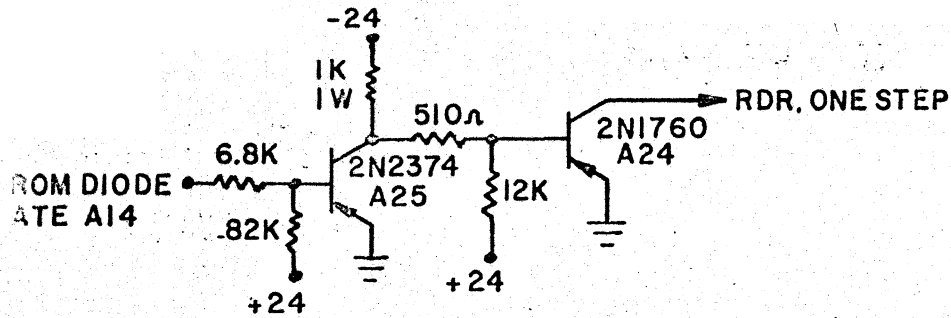 -24
1K
1W
510Ω
RDR, ONE STEP
2N1760
A24
6.8K
2N2374
A25
ROM DIODE
ATE A14
12K
.82K
+24
+24